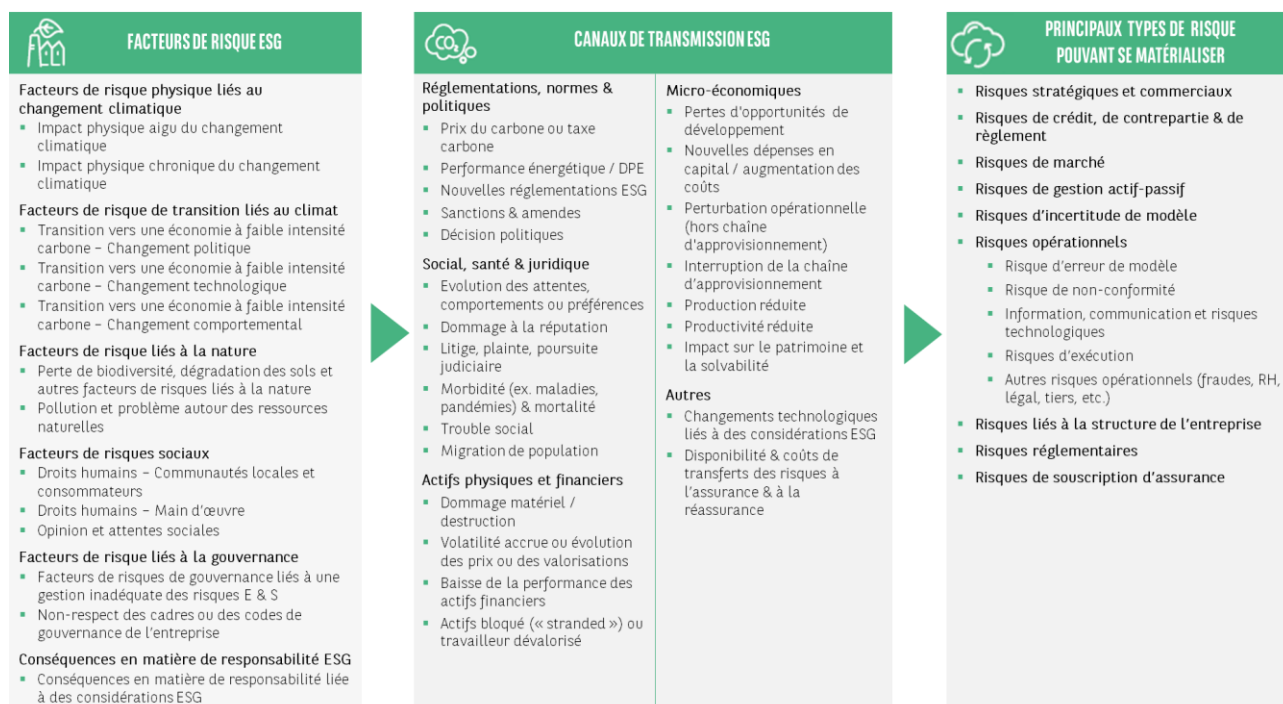 FACTEURS DE RISQUE ESG
Facteurs de risque physique liés au
changement climatique
▪ Impact physique aigu du changement
climatique
▪ Impact physique chronique du changement
climatique
Facteurs de risque de transition liés au climat
▪ Transition vers une économie à faible intensité
carbone – Changement politique
▪ Transition vers une économie à faible intensité
carbone – Changement technologique
▪ Transition vers une économie à faible intensité
carbone – Changement comportemental
Facteurs de risque liés à la nature
▪ Perte de biodiversité, dégradation des sols et
autres facteurs de risques liés à la nature
▪ Pollution et problème autour des ressources
naturelles
Facteurs de risques sociaux
▪ Droits humains – Communautés locales et
consommateurs
▪ Droits humains – Main d'œuvre
▪ Opinion et attentes sociales
Facteurs de risque liés à la gouvernance
▪ Facteurs de risques de gouvernance liés à une
gestion inadéquate des risques E & S
▪ Non-respect des cadres ou des codes de
gouvernance de l'entreprise
Conséquences en matière de responsabilité ESG
▪ Conséquences en matière de responsabilité liée
à des considérations ESG
CO₂
CANAUX DE TRANSMISSION ESG
Réglementations, normes &
politiques
▪ Prix du carbone ou taxe
carbone
▪ Performance énergétique / DPE
▪ Nouvelles réglementations ESG
▪ Sanctions & amendes
▪ Décision politiques
Social, santé & juridique
▪ Evolution des attentes,
comportements ou préférences
▪ Dommage à la réputation
▪ Litige, plainte, poursuite
judiciaire
▪ Morbidité (ex. maladies,
pandémies) & mortalité
▪ Trouble social
▪ Migration de population
Actifs physiques et financiers
▪ Dommage matériel /
destruction
▪ Volatilité accrue ou évolution
des prix ou des valorisations
▪ Baisse de la performance des
actifs financiers
▪ Actifs bloqué (« stranded ») ou
travailleur dévalorisé
Micro-économiques
▪ Pertes d'opportunités de
développement
▪ Nouvelles dépenses en
capital / augmentation des
coûts
▪ Perturbation opérationnelle
(hors chaîne
d'approvisionnement)
▪ Interruption de la chaîne
d'approvisionnement
▪ Production réduite
▪ Productivité réduite
▪ Impact sur le patrimoine et
la solvabilité
Autres
▪ Changements technologiques
liés à des considérations ESG
▪ Disponibilité & coûts de
transferts des risques à
l'assurance & à la
réassurance
PRINCIPAUX TYPES DE RISQUE
POUVANT SE MATÉRIALISER
▪ Risques stratégiques et commerciaux
▪ Risques de crédit, de contrepartie & de
règlement
▪ Risques de marché
▪ Risques de gestion actif-passif
▪ Risques d'incertitude de modèle
▪ Risques opérationnels
▪ Risque d'erreur de modèle
▪ Risque de non-conformité
▪ Information, communication et risques
technologiques
▪ Risques d'exécution
▪ Autres risques opérationnels (fraudes, RH,
légal, tiers, etc.)
▪ Risques liés à la structure de l'entreprise
▪ Risques réglementaires
▪ Risques de souscription d'assurance